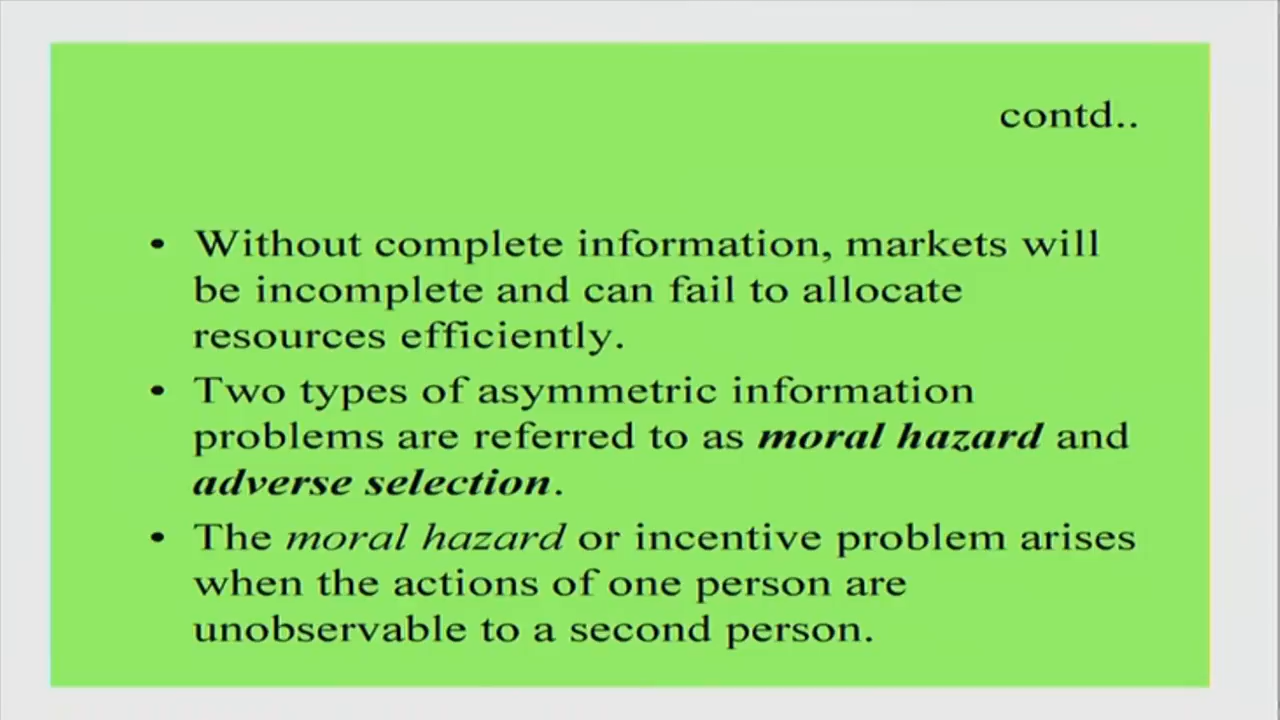 contd..
• Without complete information, markets will
be incomplete and can fail to allocate
resources efficiently.
• Two types of asymmetric information
problems are referred to as moral hazard and
adverse selection.
• The moral hazard or incentive problem arises
when the actions of one person are
unobservable to a second person.